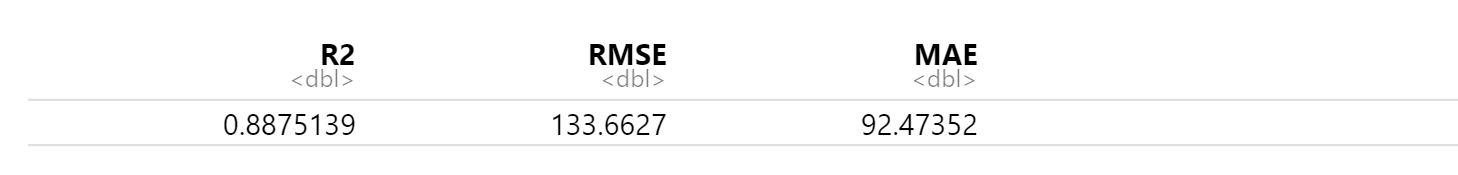 R2 RMSE MAE
<dbl> <dbl> <dbl>
0.8875139 133.6627 92.47352